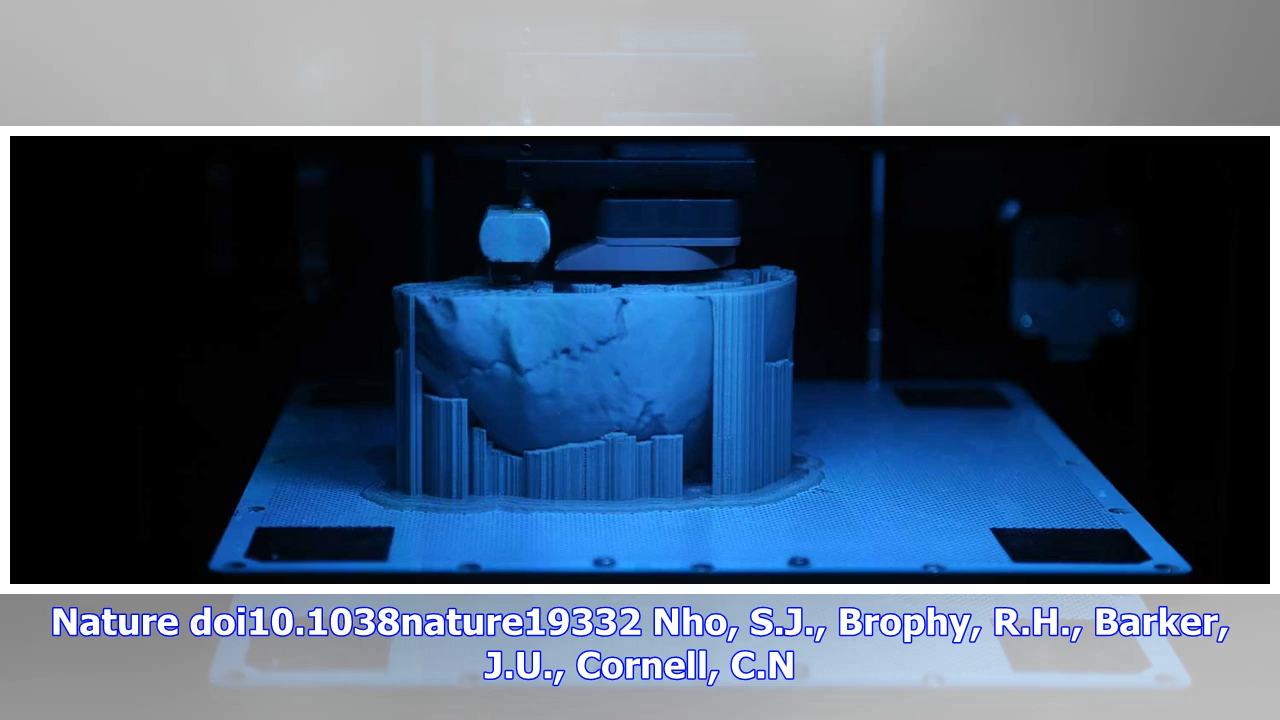 Nature doi10.1038nature19332 Nho, S.J., Brophy, R.H., Barker,
J.U., Cornell, C.N